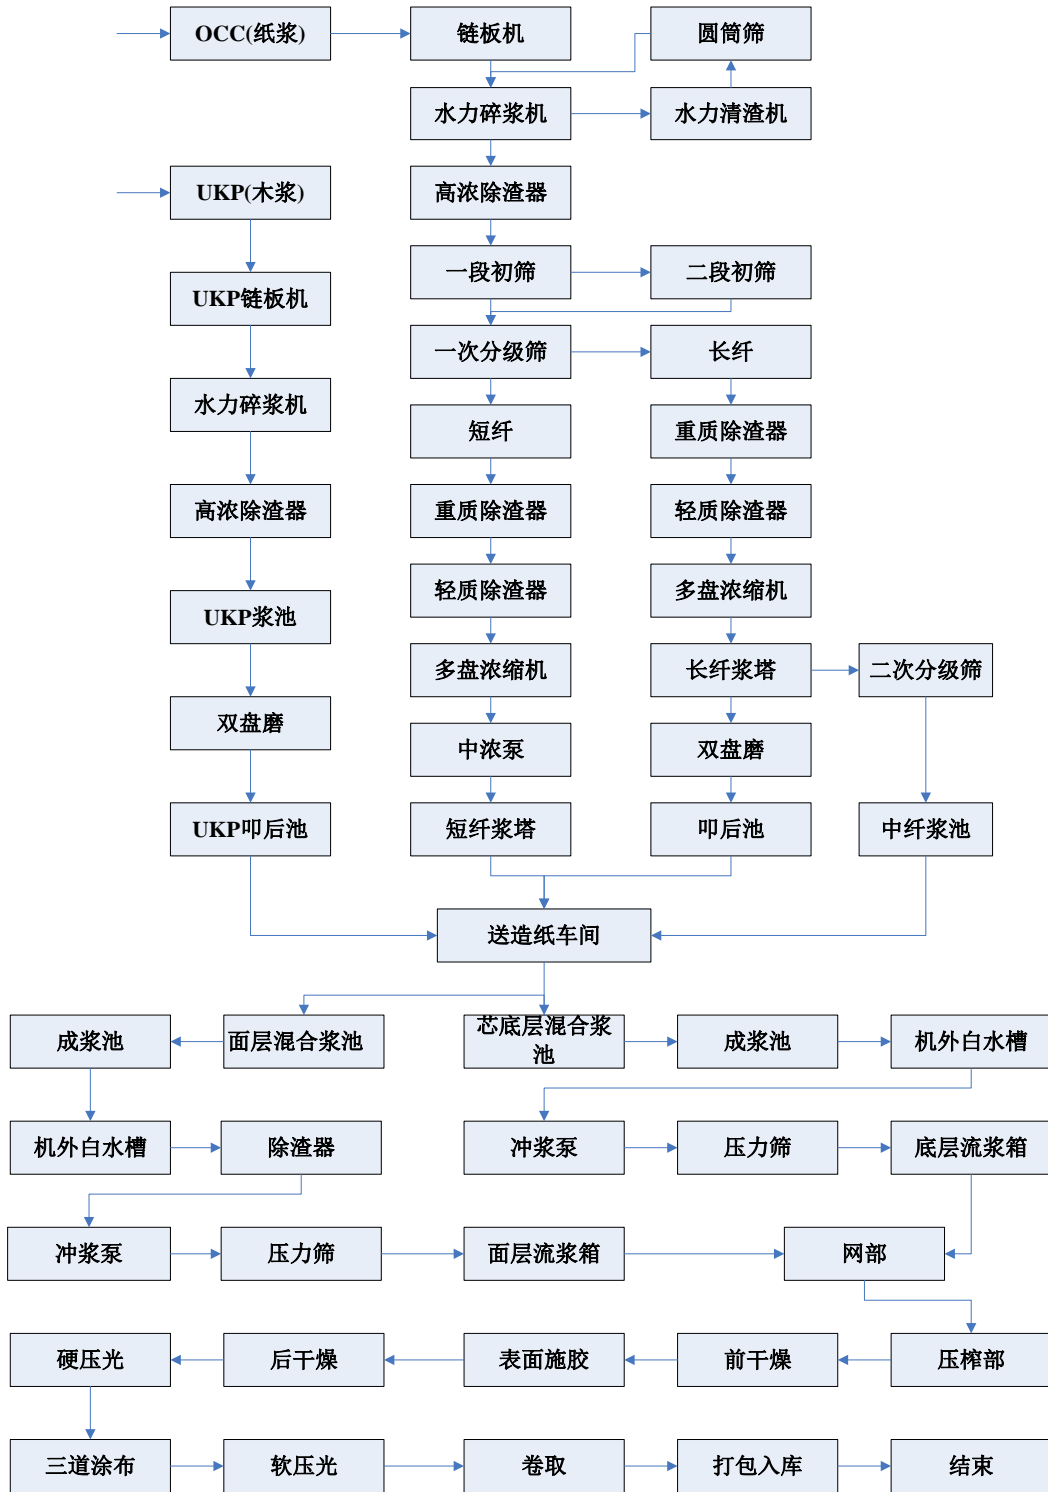 OCC(纸浆)
链板机
圆筒筛
水力碎浆机
水力清渣机
UKP(木浆)
高浓除渣器
一段初筛
二段初筛
UKP链板机
一次分级筛
长纤
水力碎浆机
短纤
重质除渣器
高浓除渣器
重质除渣器
轻质除渣器
UKP浆池
轻质除渣器
多盘浓缩机
多盘浓缩机
长纤浆塔
二次分级筛
双盘磨
中浓泵
双盘磨
UKP叩后池
短纤浆塔
叩后池
中纤浆池
送造纸车间
成浆池
面层混合浆池
芯底层混合浆
池
成浆池
机外白水槽
机外白水槽
除渣器
冲浆泵
压力筛
底层流浆箱
冲浆泵
压力筛
面层流浆箱
网部
硬压光
后干燥
表面施胶
前干燥
压榨部
三道涂布
软压光
卷取
打包入库
结束